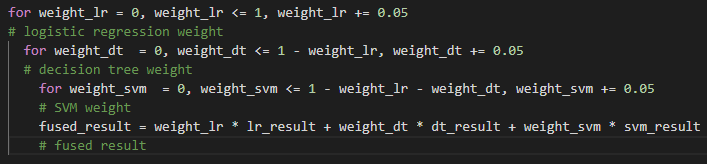 for weight_lr = 0, weight_lr <= 1, weight_lr += 0.05
# logistic regression weight
for weight_dt  = 0, weight_dt <= 1 - weight_lr, weight_dt += 0.05
# decision tree weight
for weight_svm  = 0, weight_svm <= 1 - weight_lr - weight_dt, weight_svm += 0.05
# SVM weight
fused_result = weight_lr * lr_result + weight_dt * dt_result + weight_svm * svm_result
# fused result